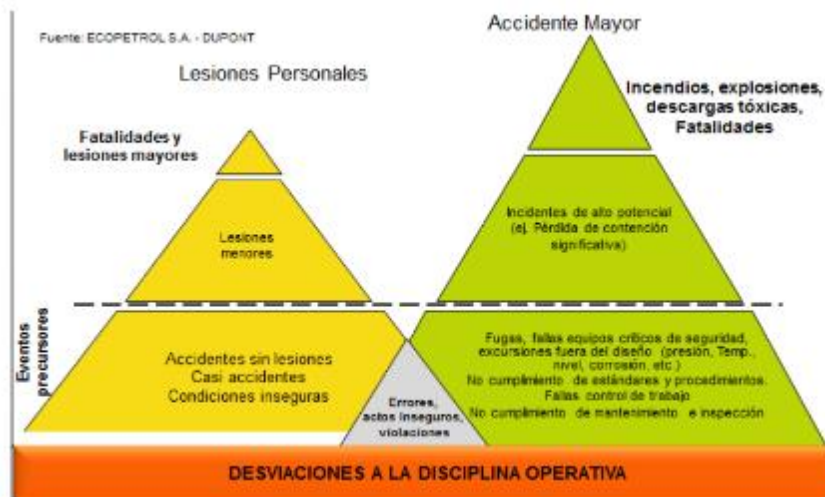 Fuente: ECOPETROL S.A. - DUPONT
Accidente Mayor
Lesiones Personales
Incendios, explosiones,
descargas tóxicas,
Fatalidades
Fatalidades y
lesiones mayores
Incidentes de alto potencial
(ej. Pérdida de contención
significativa)
Lesiones
menores
Eventos
precursores
Accidentes sin lesiones
Casi accidentes
Condiciones inseguras
Errores,
actos Inseguros,
violaciones
Fugas, fallas equipos críticos de seguridad,
excursiones fuera del diseño (presión, Temp.,
nivel, corrosión, etc.)
No cumplimiento de estándares y procedimientos.
Fallas control de trabajo
No cumplimiento de mantenimiento e inspección
DESVIACIONES A LA DISCIPLINA OPERATIVA